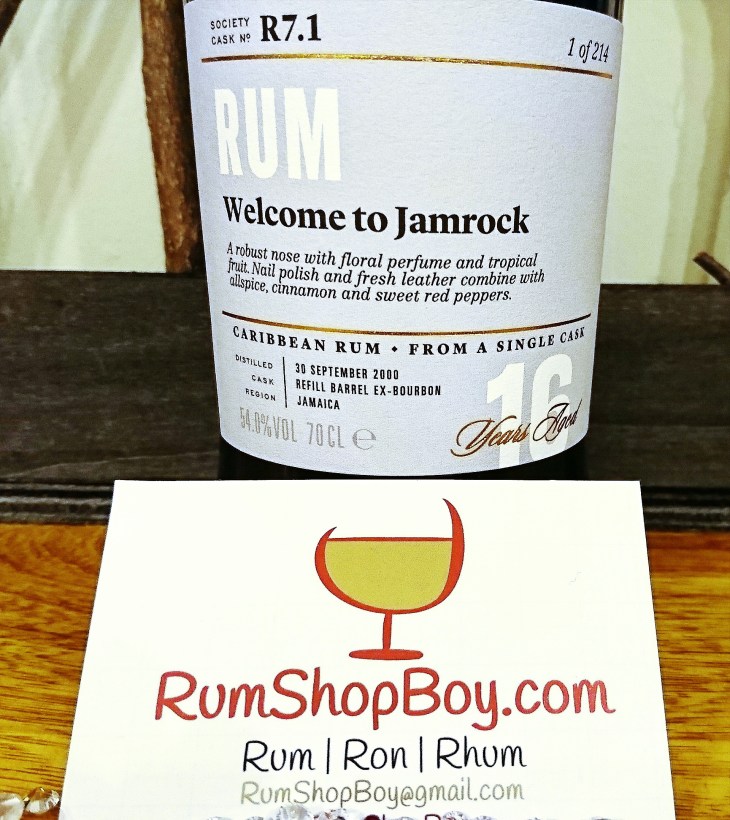 SOCIETY
CASK Nº R7.1
1 of 214
RUM
Welcome to Jamrock
A robust nose with floral perfume and tropical
fruit. Nail polish and fresh leather combine with
allspice, cinnamon and sweet red peppers.
CARIBBEAN RUM • FROM A SINGLE CASK
DISTILLED 30 SEPTEMBER 2000
CASK REFILL BARREL EX-BOURBON
REGION JAMAICA
54.0%VOL 70CL ℮
16
Years Aged
RumShopBoy.com
Rum | Ron | Rhum
RumShopBoy@gmail.com